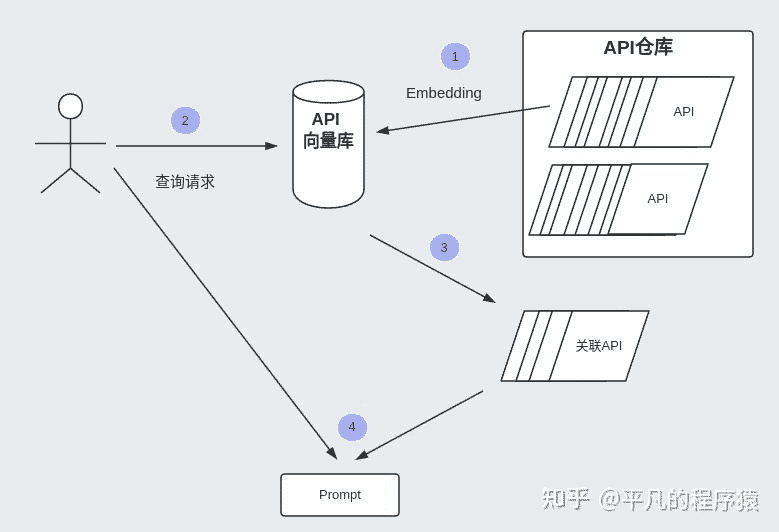 API仓库
1
Embedding
API
API
2
API
向量库
查询请求
3
关联API
4
Prompt
知乎 @平凡的程序猿